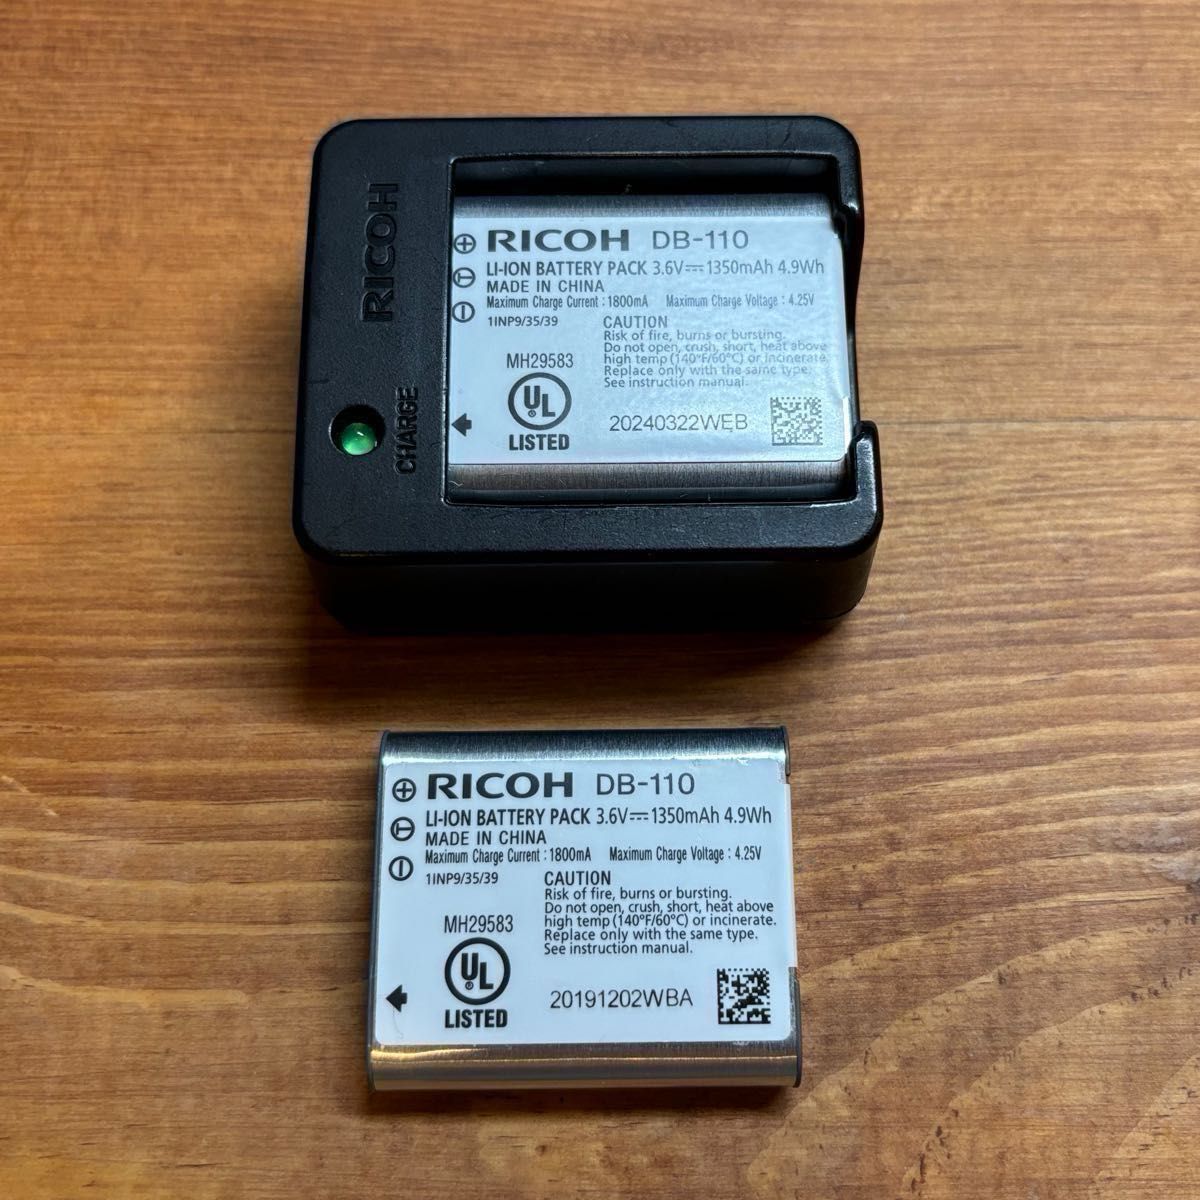 RICOH
CHARGE
RICOH DB-110
LI-ION BATTERY PACK 3.6V⎓1350mAh 4.9Wh
MADE IN CHINA
Maximum Charge Current : 1800mA Maximum Charge Voltage : 4.25V
1INP9/35/39
CAUTION
Risk of fire, burns or bursting.
Do not open, crush, short, heat above
high temp (140°F/60°C) or incinerate.
Replace only with the same type.
See instruction manual.
MH29583
UL
LISTED
20240322WEB
RICOH DB-110
LI-ION BATTERY PACK 3.6V⎓1350mAh 4.9Wh
MADE IN CHINA
Maximum Charge Current : 1800mA Maximum Charge Voltage : 4.25V
1INP9/35/39
CAUTION
Risk of fire, burns or bursting.
Do not open, crush, short, heat above
high temp (140°F/60°C) or incinerate.
Replace only with the same type.
See instruction manual.
MH29583
UL
LISTED
20191202WBA